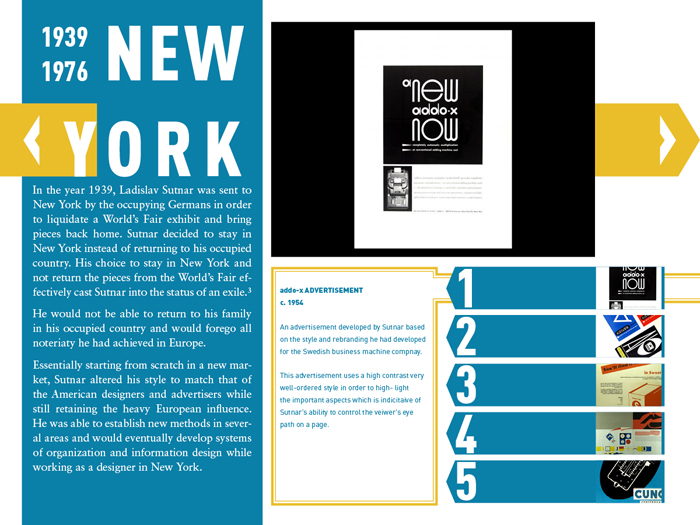 1939
1976
NEW
YORK
In the year 1939, Ladislav Sutnar was sent to
New York by the occupying Germans in order
to liquidate a World's Fair exhibit and bring
pieces back home. Sutnar decided to stay in
New York instead of returning to his occupied
country. His choice to stay in New York and
not return the pieces from the World's Fair ef-
fectively cast Sutnar into the status of an exile.³
He would not be able to return to his family
in his occupied country and would forego all
noteriaty he had achieved in Europe.
Essentially starting from scratch in a new mar-
ket, Sutnar altered his style to match that of
the American designers and advertisers while
still retaining the heavy European influence.
He was able to establish new methods in sever-
al areas and would eventually develop systems
of organization and information design while
working as a designer in New York.
a new
addo-x
now
completely automatic multiplication
addo-x ADVERTISEMENT
c. 1954
An advertisement developed by Sutnar based
on the style and rebranding he had developed
for the Swedish business machine compnay.
This advertisement uses a high contrast very
well-ordered style in order to high- light
the important aspects which is indicitaive of
Sutnar's ability to control the veiwer's eye
path on a page.
1
now
2
3
4
5
CUNO